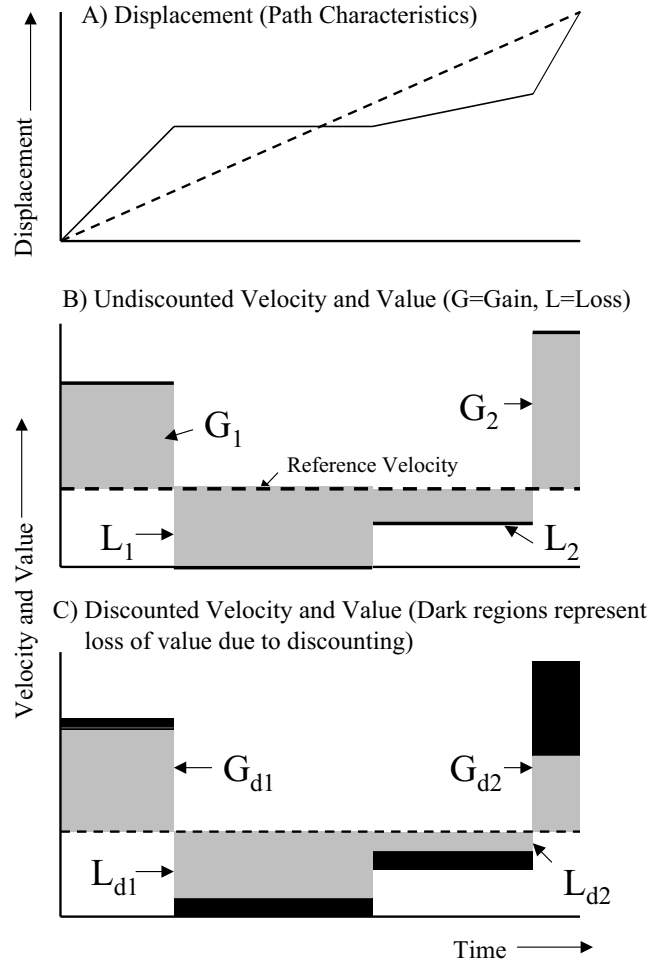 A) Displacement (Path Characteristics)
Displacement
B) Undiscounted Velocity and Value (G=Gain, L=Loss)
G1
G2
Reference Velocity
L1
L2
Velocity and Value
C) Discounted Velocity and Value (Dark regions represent
loss of value due to discounting)
Gd1
Gd2
Ld1
Ld2
Time